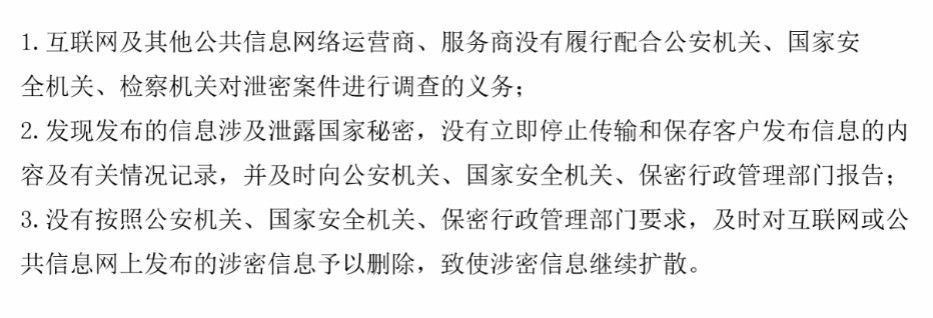 1.互联网及其他公共信息网络运营商、服务商没有履行配合公安机关、国家安
全机关、检察机关对泄密案件进行调查的义务；
2.发现发布的信息涉及泄露国家秘密，没有立即停止传输和保存客户发布信息的内
容及有关情况记录，并及时向公安机关、国家安全机关、保密行政管理部门报告；
3.没有按照公安机关、国家安全机关、保密行政管理部门要求，及时对互联网或公
共信息网上发布的涉密信息予以删除，致使涉密信息继续扩散。